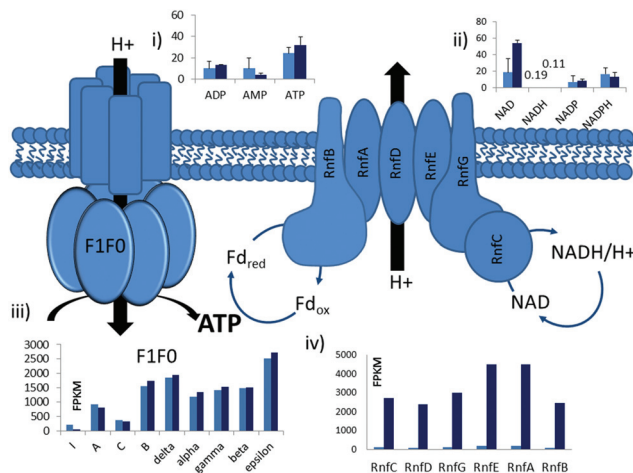 i)
60
40
20
0
ADP AMP ATP
ii)
80
60
40
20
0
0.19 0.11
NAD NADH NADP NADPH
H+
F1F0
ATP
RnfB RnfA RnfD RnfE RnfG
RnfC
Fdred
Fdox
H+
NADH/H+
NAD
iii)
F1F0
FPKM
3000
2500
2000
1500
1000
500
0
I A C B delta alpha gamma beta epsilon
iv)
FPKM
5000
4000
3000
2000
1000
0
RnfC RnfD RnfG RnfE RnfA RnfB